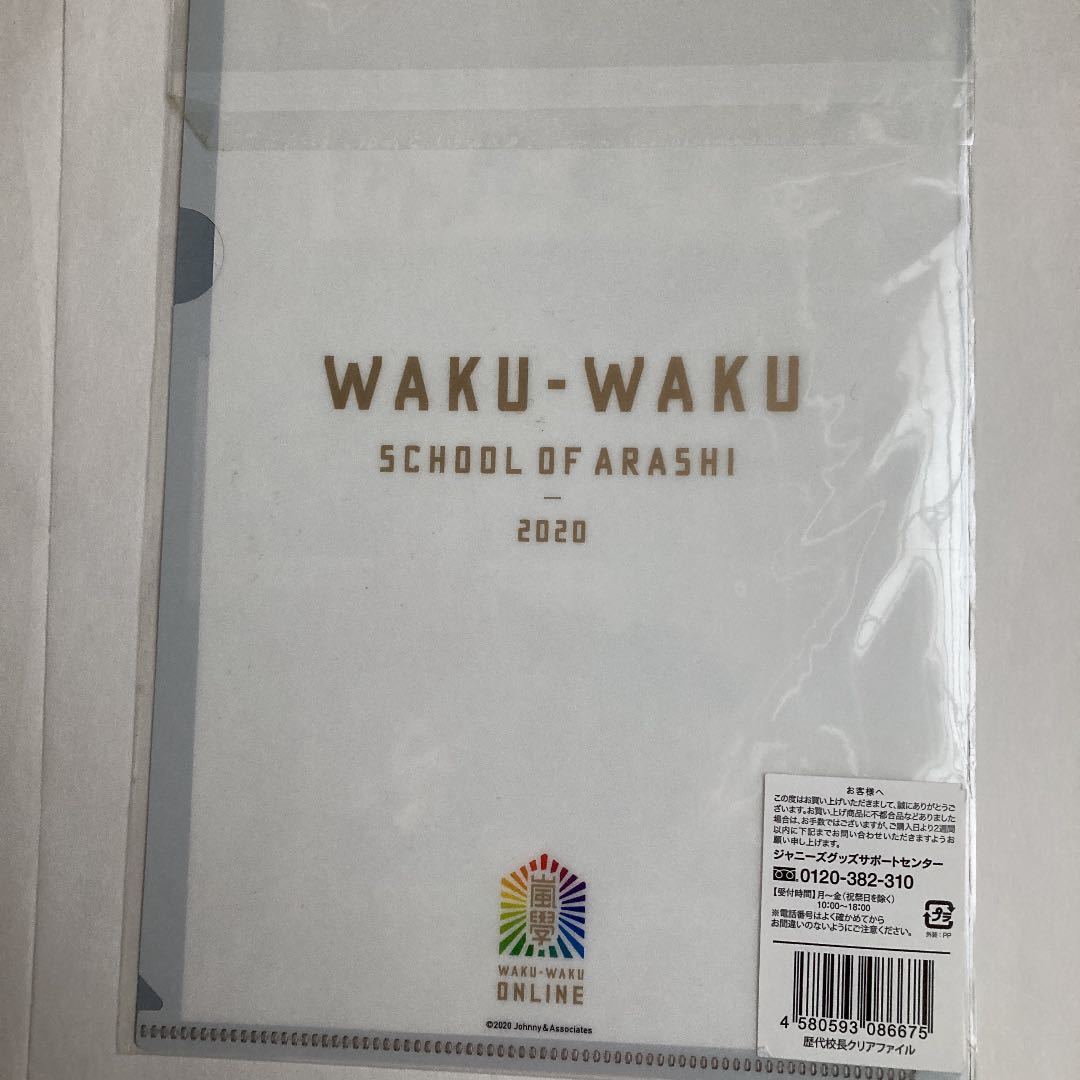 WAKU-WAKU
SCHOOL OF ARASHI
2020
嵐學
WAKU-WAKU
ONLINE
©2020 Johnny&Associates
お客様へ
この度はお買い上げいただきまして、誠にありがとうご
ざいます。お買い上げ商品に不都合品などありました
場合は、お手数ではございますが、ご購入日より2週間
以内に下記までお問い合わせいただきますようお
願い申し上げます。
ジャニーズグッズサポートセンター
0120-382-310
【受付時間】月〜金(祝祭日を除く)
10:00〜18:00
※電話番号はよく確かめてから
お間違いのないようにご注意ください。
プラ
外装:PP
4 580593 086675
歴代校長クリアファイル